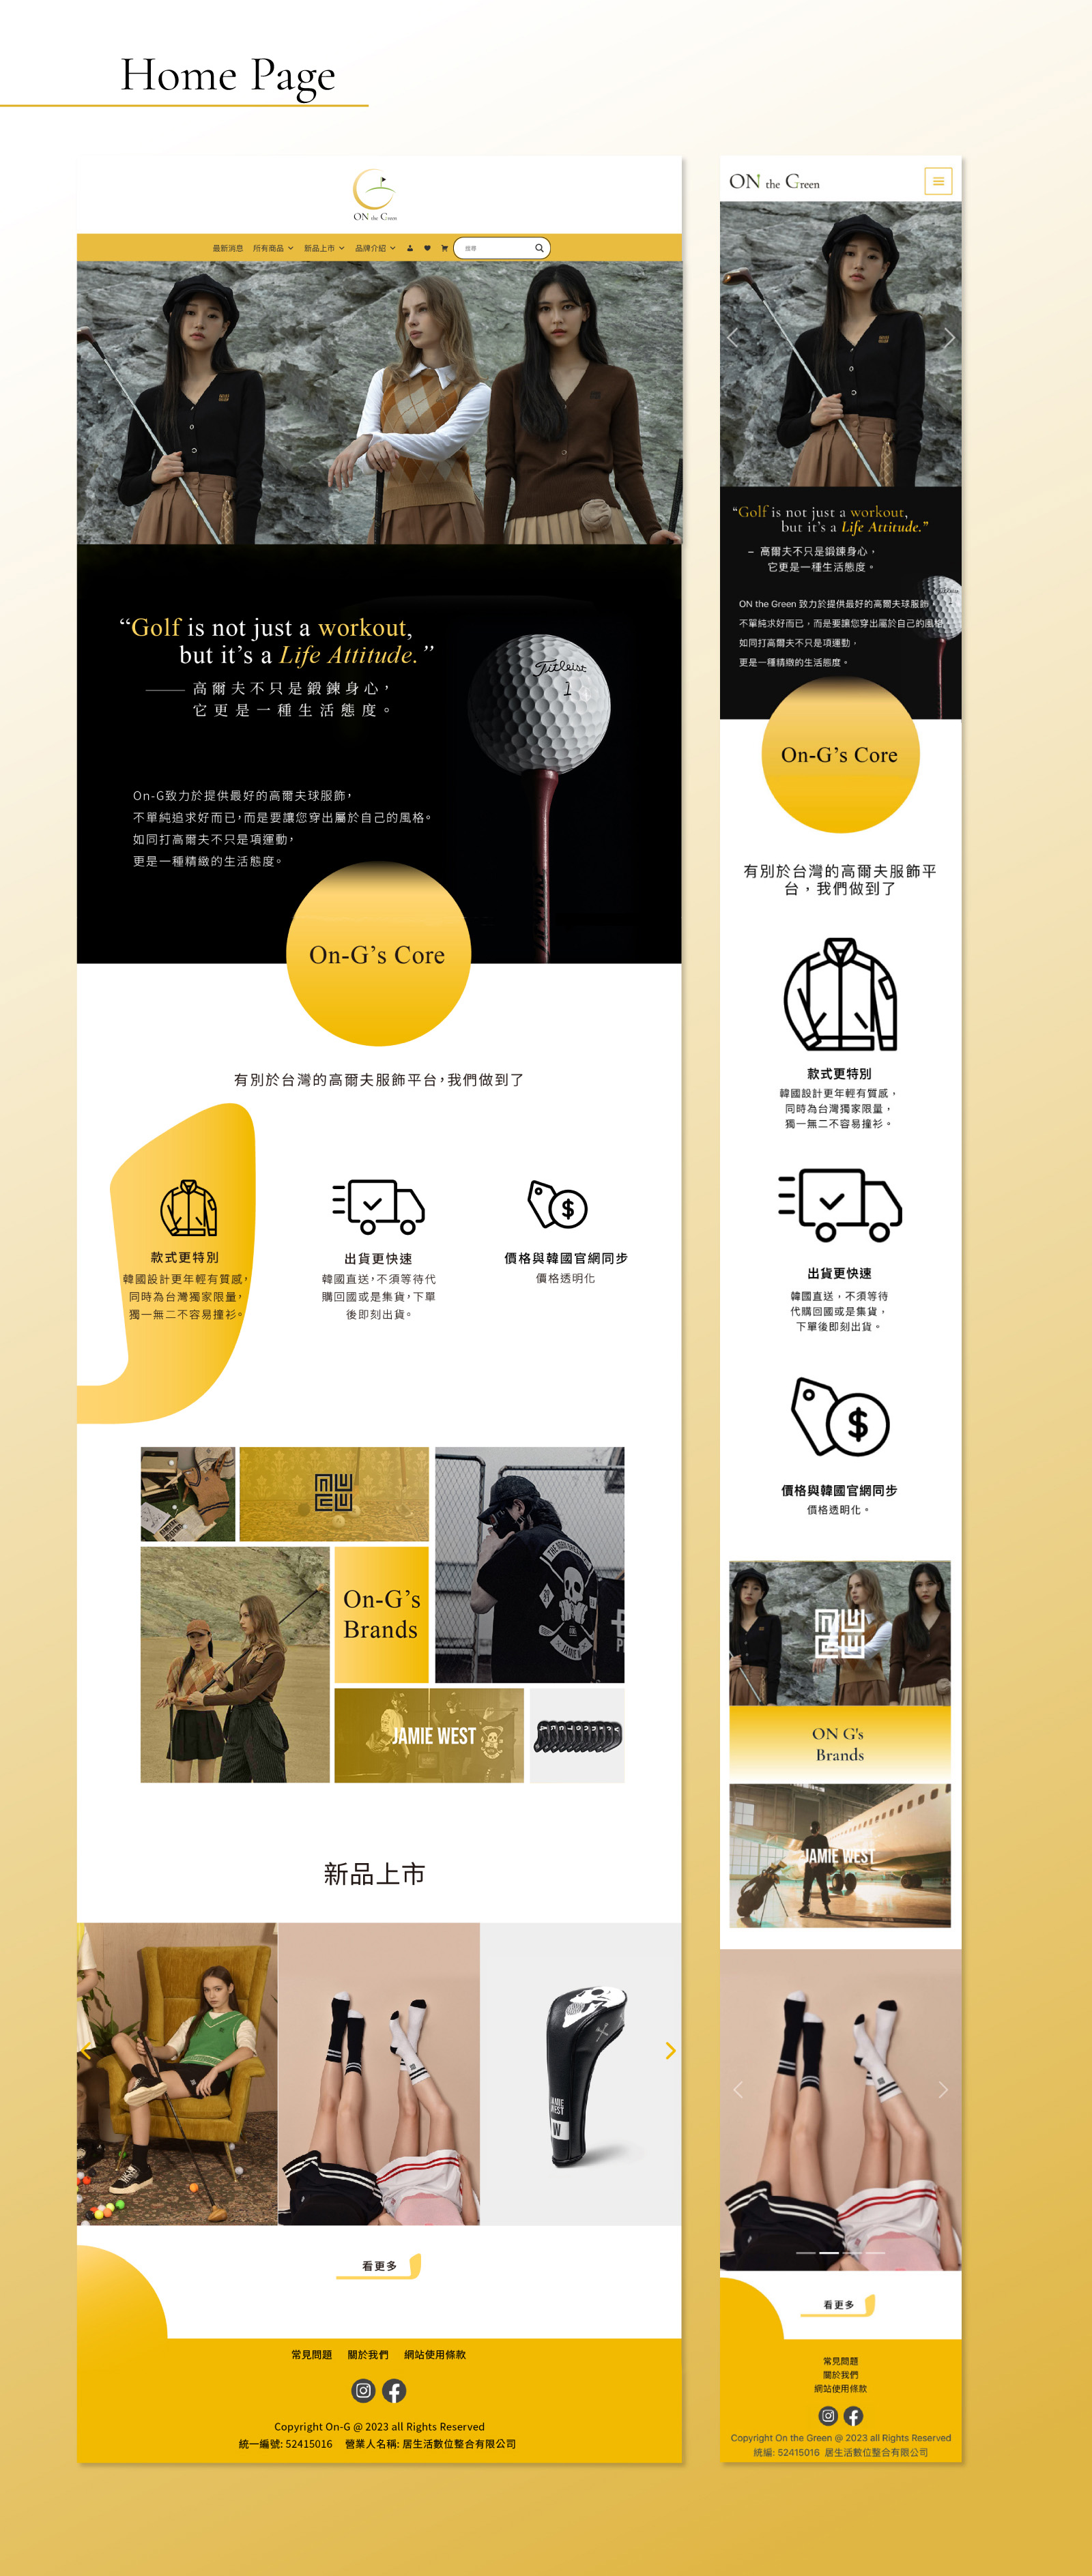 Home Page
ON the Green
最新消息 所有商品 新品上市 品牌介紹 搜尋
“Golf is not just a workout,
but it’s a Life Attitude.”
高爾夫不只是鍛鍊身心，
它更是一種生活態度。
Titleist
1
On-G致力於提供最好的高爾夫球服飾，
不單純追求好而已，而是要讓您穿出屬於自己的風格。
如同打高爾夫不只是項運動，
更是一種精緻的生活態度。
On-G’s Core
有別於台灣的高爾夫服飾平台，我們做到了
款式更特別
韓國設計更年輕有質感，
同時為台灣獨家限量，
獨一無二不容易撞衫。
出貨更快速
韓國直送，不須等待代
購回國或是集貨，下單
後即刻出貨。
$
價格與韓國官網同步
價格透明化
On-G’s
Brands
JAMIE WEST
新品上市
JAMIE
WEST
W
看更多
常見問題 關於我們 網站使用條款
Copyright On-G @ 2023 all Rights Reserved
統一編號: 52415016 營業人名稱: 居生活數位整合有限公司
ON the Green
“Golf is not just a workout,
but it’s a Life Attitude.”
– 高爾夫不只是鍛鍊身心，
它更是一種生活態度。
ON the Green 致力於提供最好的高爾夫球服飾，
不單純求好而已，而是要讓您穿出屬於自己的風格，
如同打高爾夫不只是項運動，
更是一種精緻的生活態度。
On-G’s Core
有別於台灣的高爾夫服飾平
台，我們做到了
款式更特別
韓國設計更年輕有質感，
同時為台灣獨家限量，
獨一無二不容易撞衫。
出貨更快速
韓國直送，不須等待
代購回國或是集貨，
下單後即刻出貨。
$
價格與韓國官網同步
價格透明化。
ON G's
Brands
JAMIE WEST
看更多
常見問題
關於我們
網站使用條款
Copyright On the Green @ 2023 all Rights Reserved
統編: 52415016 居生活數位整合有限公司